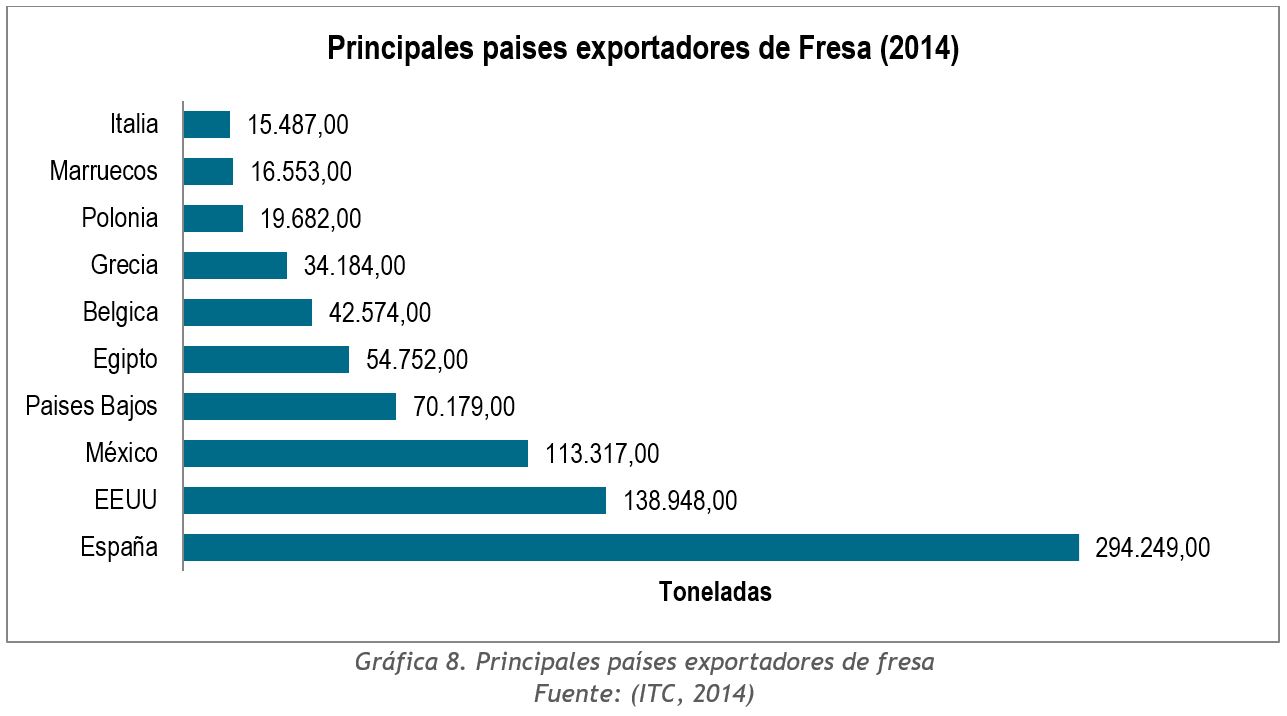 Principales paises exportadores de Fresa (2014)
Italia 15.487,00
Marruecos 16.553,00
Polonia 19.682,00
Grecia 34.184,00
Belgica 42.574,00
Egipto 54.752,00
Paises Bajos 70.179,00
México 113.317,00
EEUU 138.948,00
España 294.249,00
Toneladas
Gráfica 8. Principales países exportadores de fresa
Fuente: (ITC, 2014)